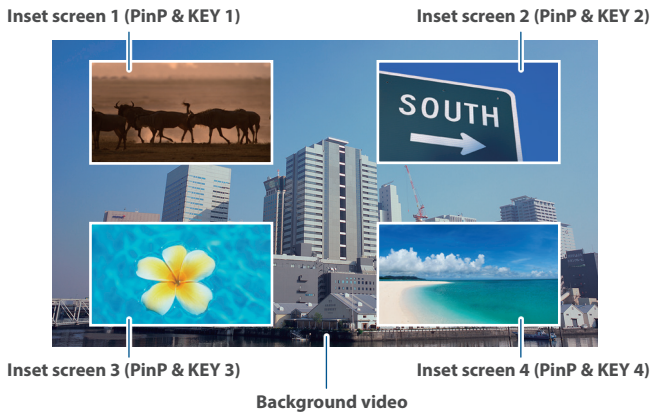 Inset screen 1 (PinP & KEY 1)
Inset screen 2 (PinP & KEY 2)
SOUTH
Inset screen 3 (PinP & KEY 3)
Inset screen 4 (PinP & KEY 4)
Background video